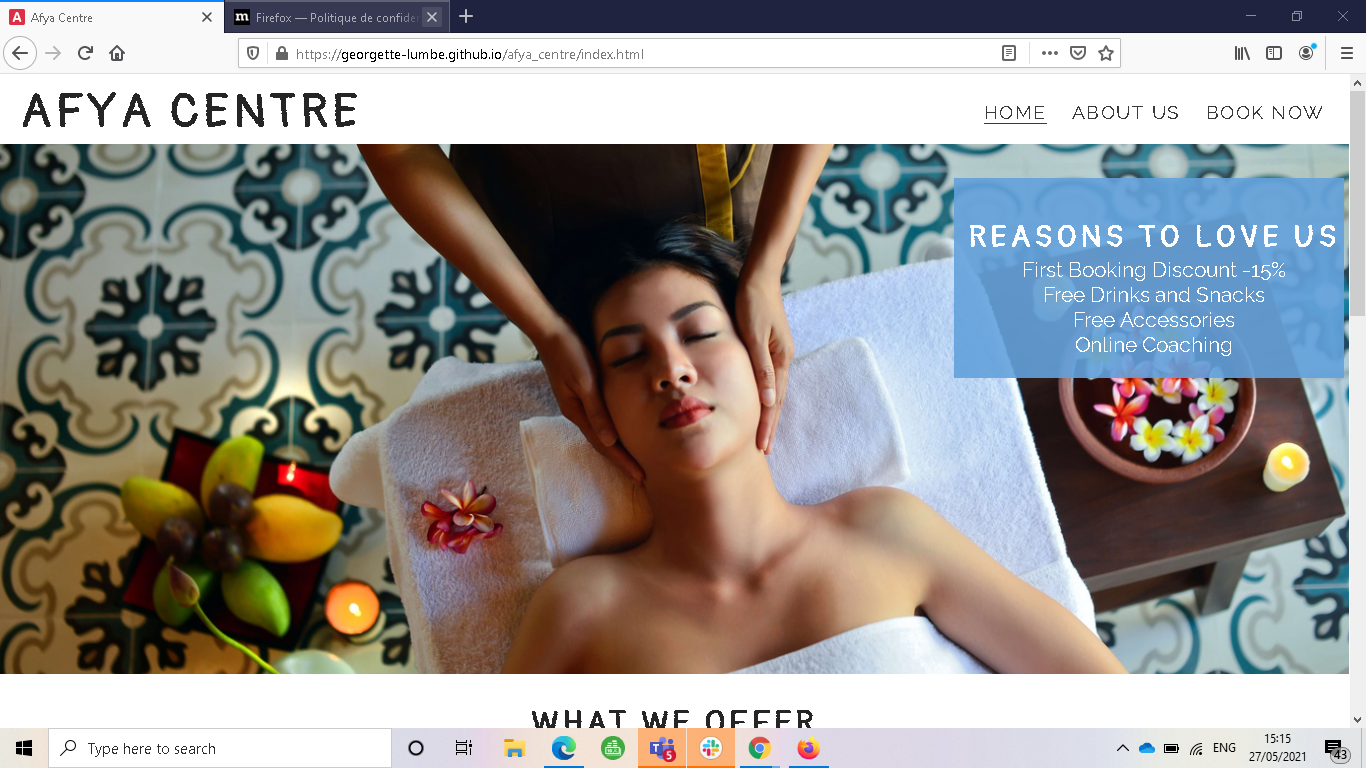 Afya Centre
Firefox — Politique de confiden
https://georgette-lumbe.github.io/afya_centre/index.html
AFYA CENTRE
HOME ABOUT US BOOK NOW
REASONS TO LOVE US
First Booking Discount -15%
Free Drinks and Snacks
Free Accessories
Online Coaching
WHAT WE OFFER
Type here to search
5
ENG
15:15
27/05/2021
43